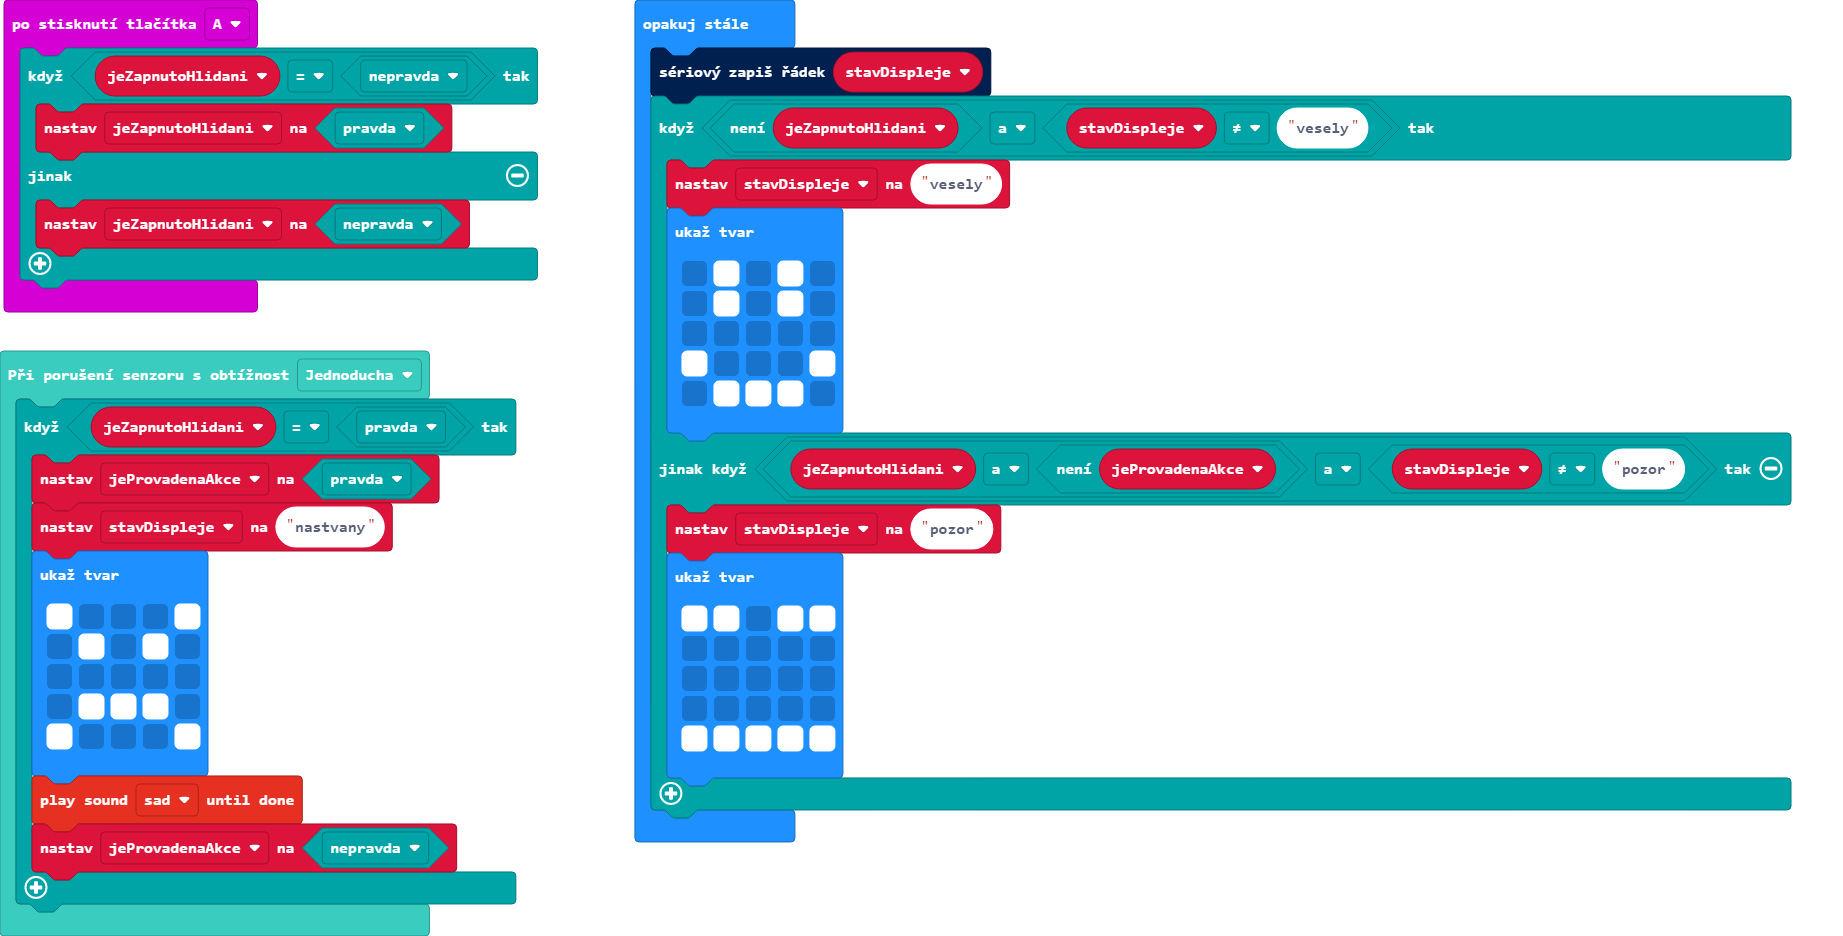 po stisknutí tlačítka A
když jeZapnutoHlidani = nepravda tak
nastav jeZapnutoHlidani na pravda
jinak
nastav jeZapnutoHlidani na nepravda
Při porušení senzoru s obtížnost Jednoducha
když jeZapnutoHlidani = pravda tak
nastav jeProvadenaAkce na pravda
nastav stavDispleje na "nastvany"
ukaž tvar
play sound sad until done
nastav jeProvadenaAkce na nepravda
opakuj stále
sériový zapiš řádek stavDispleje
když není jeZapnutoHlidani a stavDispleje ≠ "vesely" tak
nastav stavDispleje na "vesely"
ukaž tvar
jinak když jeZapnutoHlidani a není jeProvadenaAkce a stavDispleje ≠ "pozor" tak
nastav stavDispleje na "pozor"
ukaž tvar